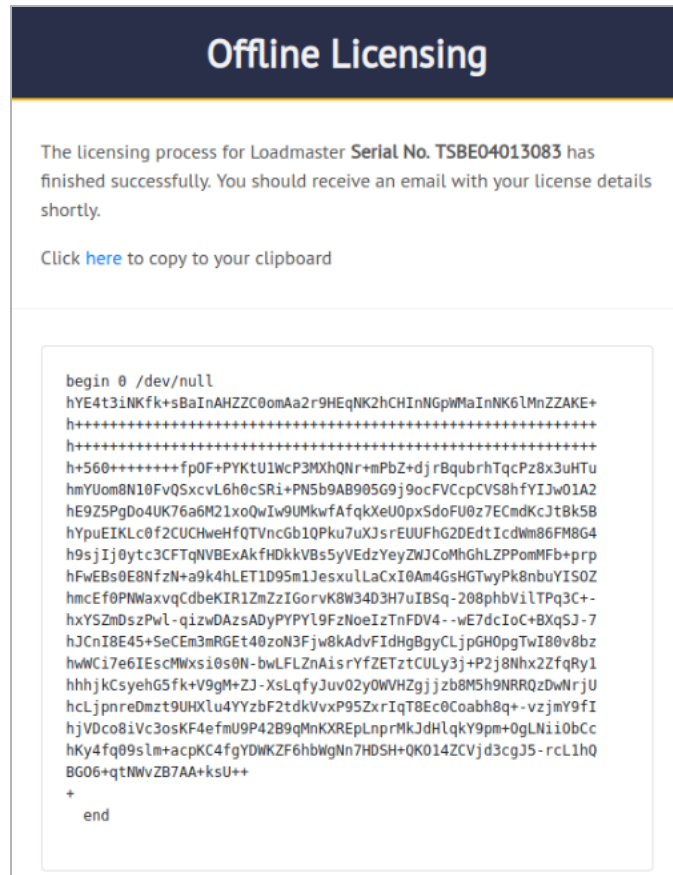 Offline Licensing
The licensing process for Loadmaster Serial No. TSBE04013083 has
finished successfully. You should receive an email with your license details
shortly.
Click here to copy to your clipboard
begin 0 /dev/null
hYE4t3iNKfk+sBaInAHZZC0omAa2r9HEqNK2hCHInNGpWMaInNK6lMnZZAKE+
h++++++++++++++++++++++++++++++++++++++++++++++++++++++++++++
h++++++++++++++++++++++++++++++++++++++++++++++++++++++++++++
h+560++++++++fpOF+PYKtU1WcP3MXhQNr+mPbZ+djrBqubrhTqcPz8x3uHTu
hmYUom8N10FvQSxcvL6h0cSRi+PN5b9AB905G9j9ocFVCcpCVS8hfYIJwO1A2
hE9Z5PgDo4UK76a6M21xoQwIw9UMkwfAfqkXeUOpxSdoFU0z7ECmdKcJtBk5B
hYpuEIKLc0f2CUCHweHfQTVncGb1QPku7uXJsrEUUFhG2DEdtIcdWm86FM8G4
h9sjIj0ytc3CFTqNVBExAkfHDkkVBs5yVEdzYeyZWJCoMhGhLZPPomMFb+prp
hFwEBs0E8NfzN+a9k4hLET1D95m1JesxulLaCxI0Am4GsHGTwyPk8nbuYISOZ
hmcEf0PNWaxvqCdbeKIR1ZmZzIGorvK8W34D3H7uIBSq-208phbVilTPq3C+-
hxYSZmDszPwl-qizwDAzsADyPYPYl9FzNoeIzTnFDV4--wE7dcIoC+BXqSJ-7
hJCnI8E45+SeCEm3mRGEt40zoN3Fjw8kAdvFIdHgBgyCLjpGHOpgTwI80v8bz
hwWCi7e6IEscMWxsi0s0N-bwLFLZnAisrYfZETztCULy3j+P2j8Nhx2ZfqRy1
hhhjkCsyehG5fk+V9gM+ZJ-XsLqfyJuvO2yOWVHZgjjzb8M5h9NRRQzDwNrjU
hcLjpnreDmzt9UHXlu4YYzbF2tdkVvxP95ZxrIqT8Ec0Coabh8q+-vzjmY9fI
hjVDco8iVc3osKF4efmU9P42B9qMnKXREpLnprMkJdHlqkY9pm+OgLNiiObCc
hKy4fq09slm+acpKC4fgYDWKZF6hbWgNn7HDSH+QKO14ZCVjd3cgJ5-rcL1hQ
BGO6+qtNWvZB7AA+ksU++
+
end